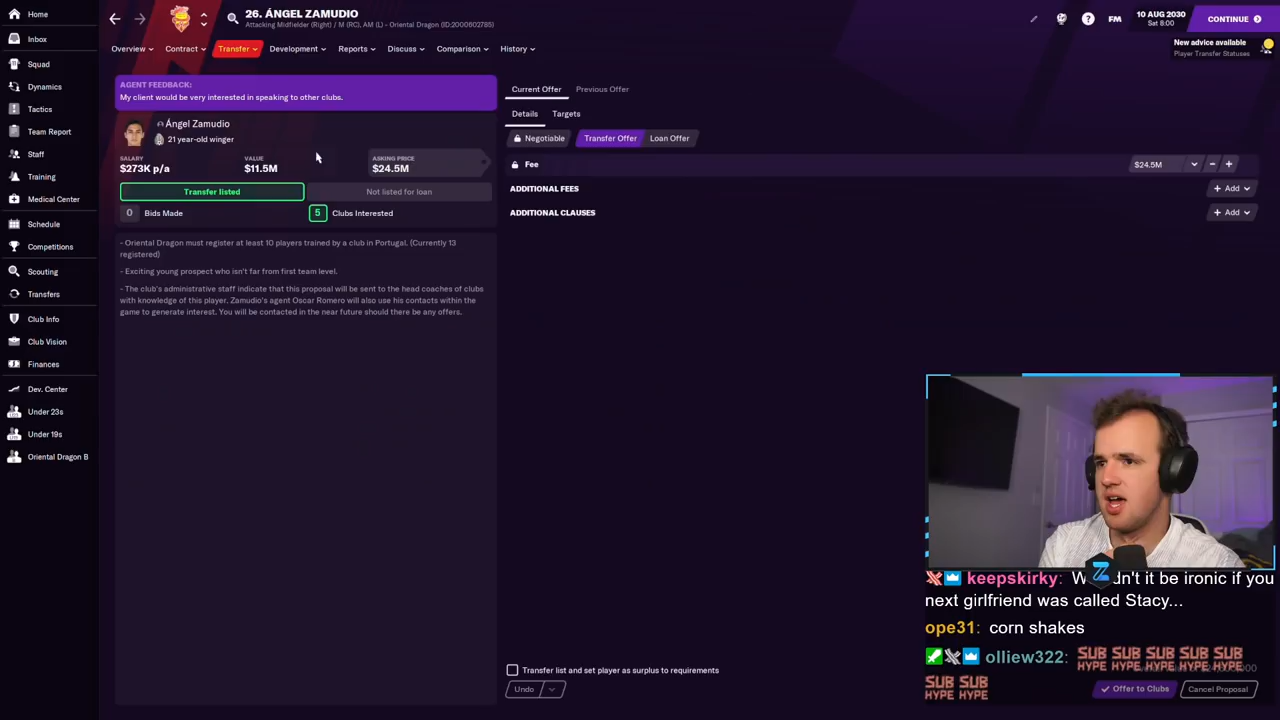 Home
Inbox
Squad
Dynamics
Tactics
Team Report
Staff
Training
Medical Center
Schedule
Competitions
Scouting
Transfers
Club Info
Club Vision
Finances
Dev. Center
Under 23s
Under 19s
Oriental Dragon B
26. ÁNGEL ZAMUDIO
Attacking Midfielder (Right) / M (RC), AM (L) - Oriental Dragon (ID:2000602785)
FM
10 AUG 2030
Sat 8:00
CONTINUE
Overview
Contract
Transfer
Development
Reports
Discuss
Comparison
History
New advice available
Player Transfer Statuses
AGENT FEEDBACK:
My client would be very interested in speaking to other clubs.
Ángel Zamudio
21 year-old winger
SALARY
$273K p/a
VALUE
$11.5M
ASKING PRICE
$24.5M
Transfer listed
Not listed for loan
0 Bids Made
5 Clubs Interested
- Oriental Dragon must register at least 10 players trained by a club in Portugal. (Currently 13
registered)
- Exciting young prospect who isn't far from first team level.
- The club's administrative staff indicate that this proposal will be sent to the head coaches of clubs
with knowledge of this player, Zamudio's agent Oscar Romero will also use his contacts within the
game to generate interest. You will be contacted in the near future should there be any offers.
Current Offer
Previous Offer
Details
Targets
Negotiable
Transfer Offer
Loan Offer
Fee
$24.5M
ADDITIONAL FEES
Add
ADDITIONAL CLAUSES
Add
Transfer list and set player as surplus to requirements
Undo
Offer to Clubs
Cancel Proposal
keepskirky: it be ironic if you
next girlfriend was called Stacy...
ope31: corn shakes
olliew322: SUB HYPE SUB HYPE SUB HYPE SUB HYPE SUB HYPE
SUB HYPE SUB HYPE